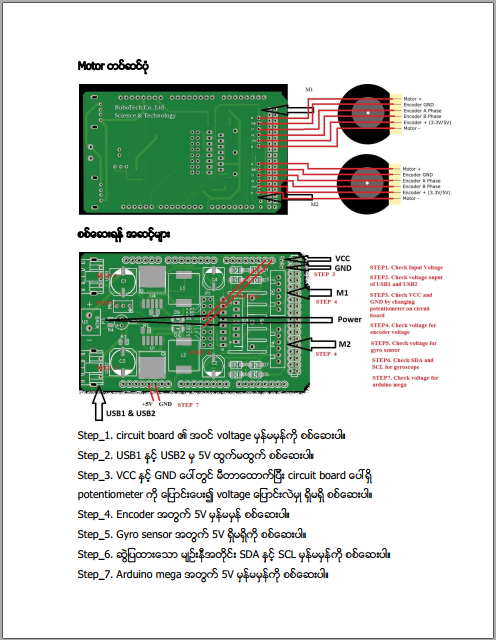 Motor တပ်ဆင်ပုံ
RoboTechCo.,Ltd
Science & Technology
M1
Motor +
Encoder GND
Encoder A Phase
Encoder B Phase
Encoder + (3.3V/5V)
Motor -
Motor +
Encoder GND
Encoder A Phase
Encoder B Phase
Encoder + (3.3V/5V)
Motor -
M2
စစ်ဆေးရန် အဆင့်များ
VCC
GND
STEP 3
M1
STEP 4
Power
M2
STEP 4
+5V GND STEP 7
USB1 & USB2
STEP1. Check Input Voltage
STEP2. Check voltage ouput
of USB1 and USB2
STEP3. Check VCC and
GND by changing
potentiometer on circuit
board
STEP4. Check voltage for
encoder voltage
STEP5. Check voltage for
gyro sensor
STEP6. Check SDA and
SCL for gyroscope
STEP7. Check voltage for
arduino mega
Step_1. circuit board ၏ အဝင် voltage မှန်မမှန်ကို စစ်ဆေးပါ။
Step_2. USB1 နှင့် USB2 မှ 5V ထွက်မထွက် စစ်ဆေးပါ။
Step_3. VCC နှင့် GND ပေါ်တွင် မီတာထောက်ပြီး circuit board ပေါ်ရှိ
potentiometer ကို ပြောင်းပေး၍ voltage ပြောင်းလဲမှု ရှိမရှိ စစ်ဆေးပါ။
Step_4. Encoder အတွက် 5V မှန်မမှန် စစ်ဆေးပါ။
Step_5. Gyro sensor အတွက် 5V ရှိမရှိကို စစ်ဆေးပါ။
Step_6. ဆွဲပြထားသော မျဉ်းနီအတိုင်း SDA နှင့် SCL မှန်မမှန်ကို စစ်ဆေးပါ။
Step_7. Arduino mega အတွက် 5V မှန်မမှန်ကို စစ်ဆေးပါ။